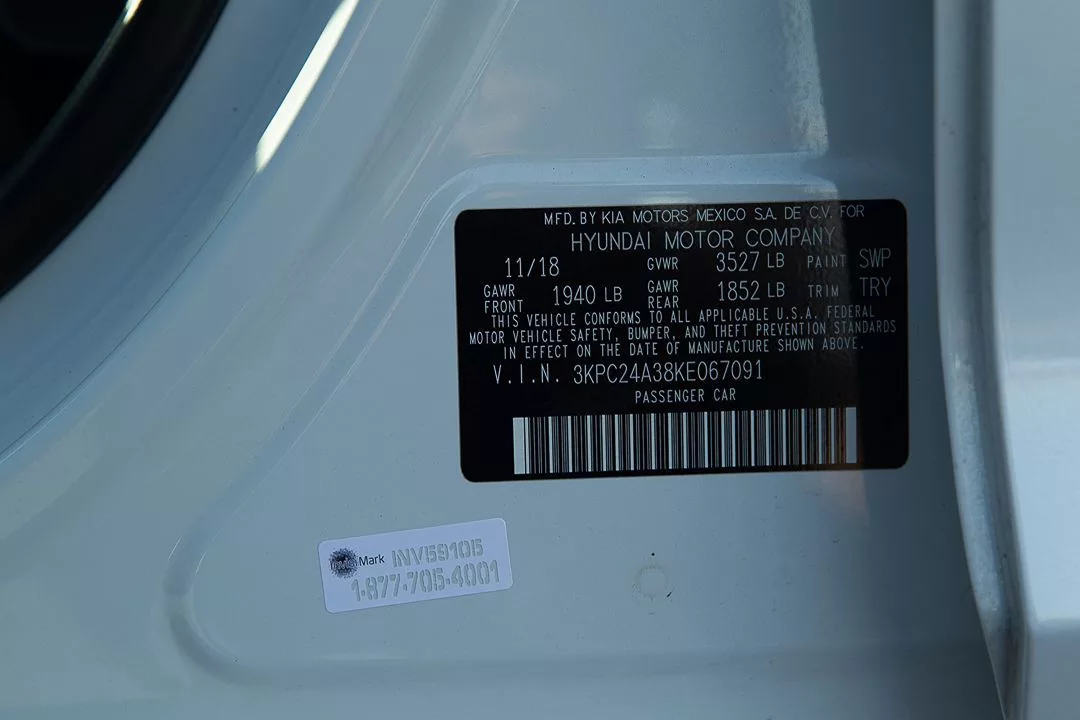 MFD. BY KIA MOTORS MEXICO S.A. DE C.V. FOR
HYUNDAI MOTOR COMPANY
11/18 GVWR 3527 LB PAINT SWP
GAWR FRONT 1940 LB GAWR REAR 1852 LB TRIM TRY
THIS VEHICLE CONFORMS TO ALL APPLICABLE U.S.A. FEDERAL
MOTOR VEHICLE SAFETY, BUMPER, AND THEFT PREVENTION STANDARDS
IN EFFECT ON THE DATE OF MANUFACTURE SHOWN ABOVE.
V.I.N. 3KPC24A38KE067091
PASSENGER CAR
Mark INV59105
1-877-705-4001